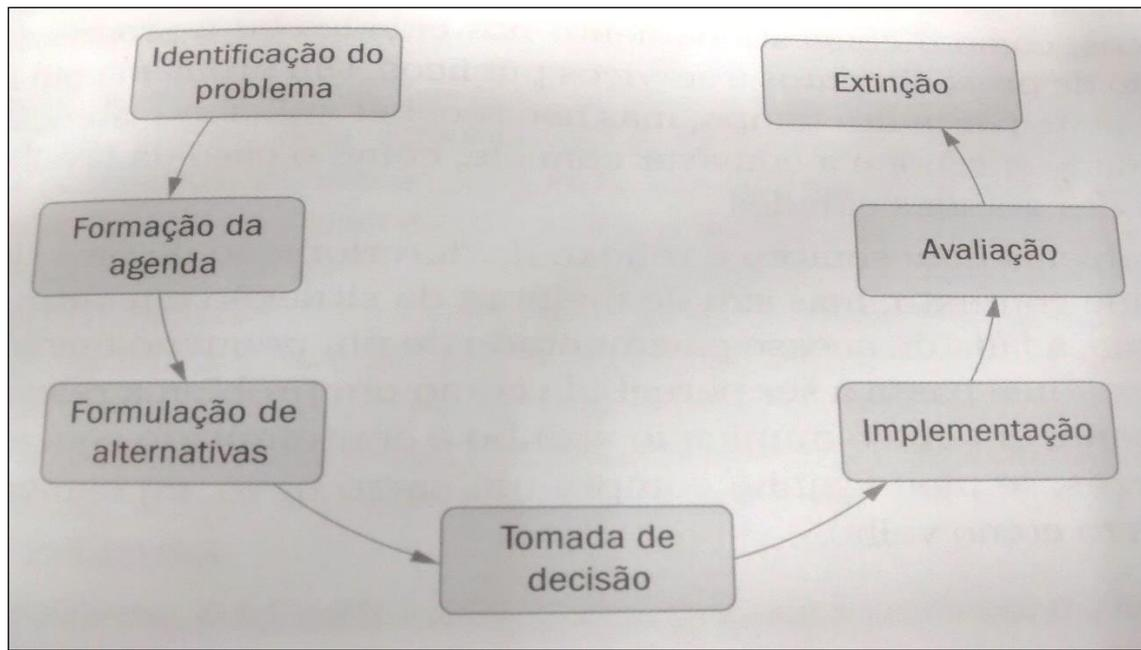 Identificação do
problema
Formação da
agenda
Formulação de
alternativas
Tomada de
decisão
Implementação
Avaliação
Extinção